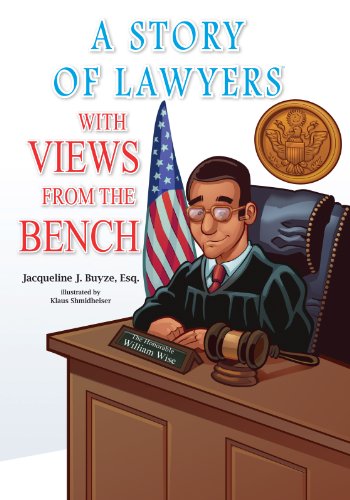 A STORY
OF LAWYERS
WITH
VIEWS
FROM THE
BENCH
Jacqueline J. Buyze, Esq.
illustrated by
Klaus Shmidheiser
The Honorable
William Wise